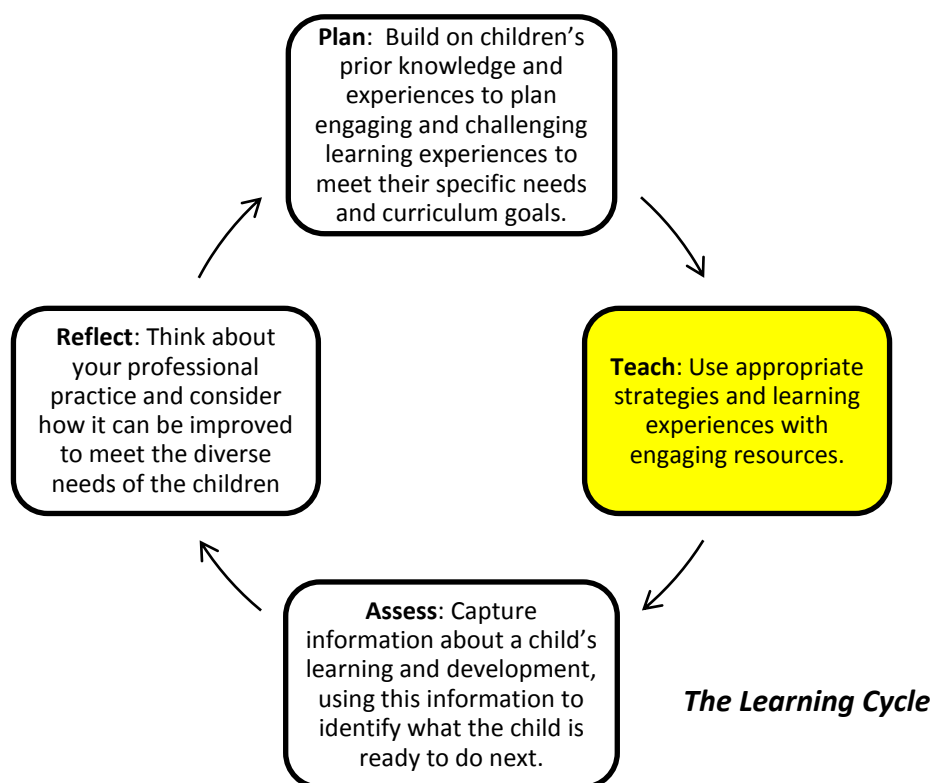 Plan:  Build on children’s
prior knowledge and
experiences to plan
engaging and challenging
learning experiences to
meet their specific needs
and curriculum goals.
Teach: Use appropriate
strategies and learning
experiences with
engaging resources.
Assess: Capture
information about a child’s
learning and development,
using this information to
identify what the child is
ready to do next.
Reflect: Think about
your professional
practice and consider
how it can be improved
to meet the diverse
needs of the children
The Learning Cycle